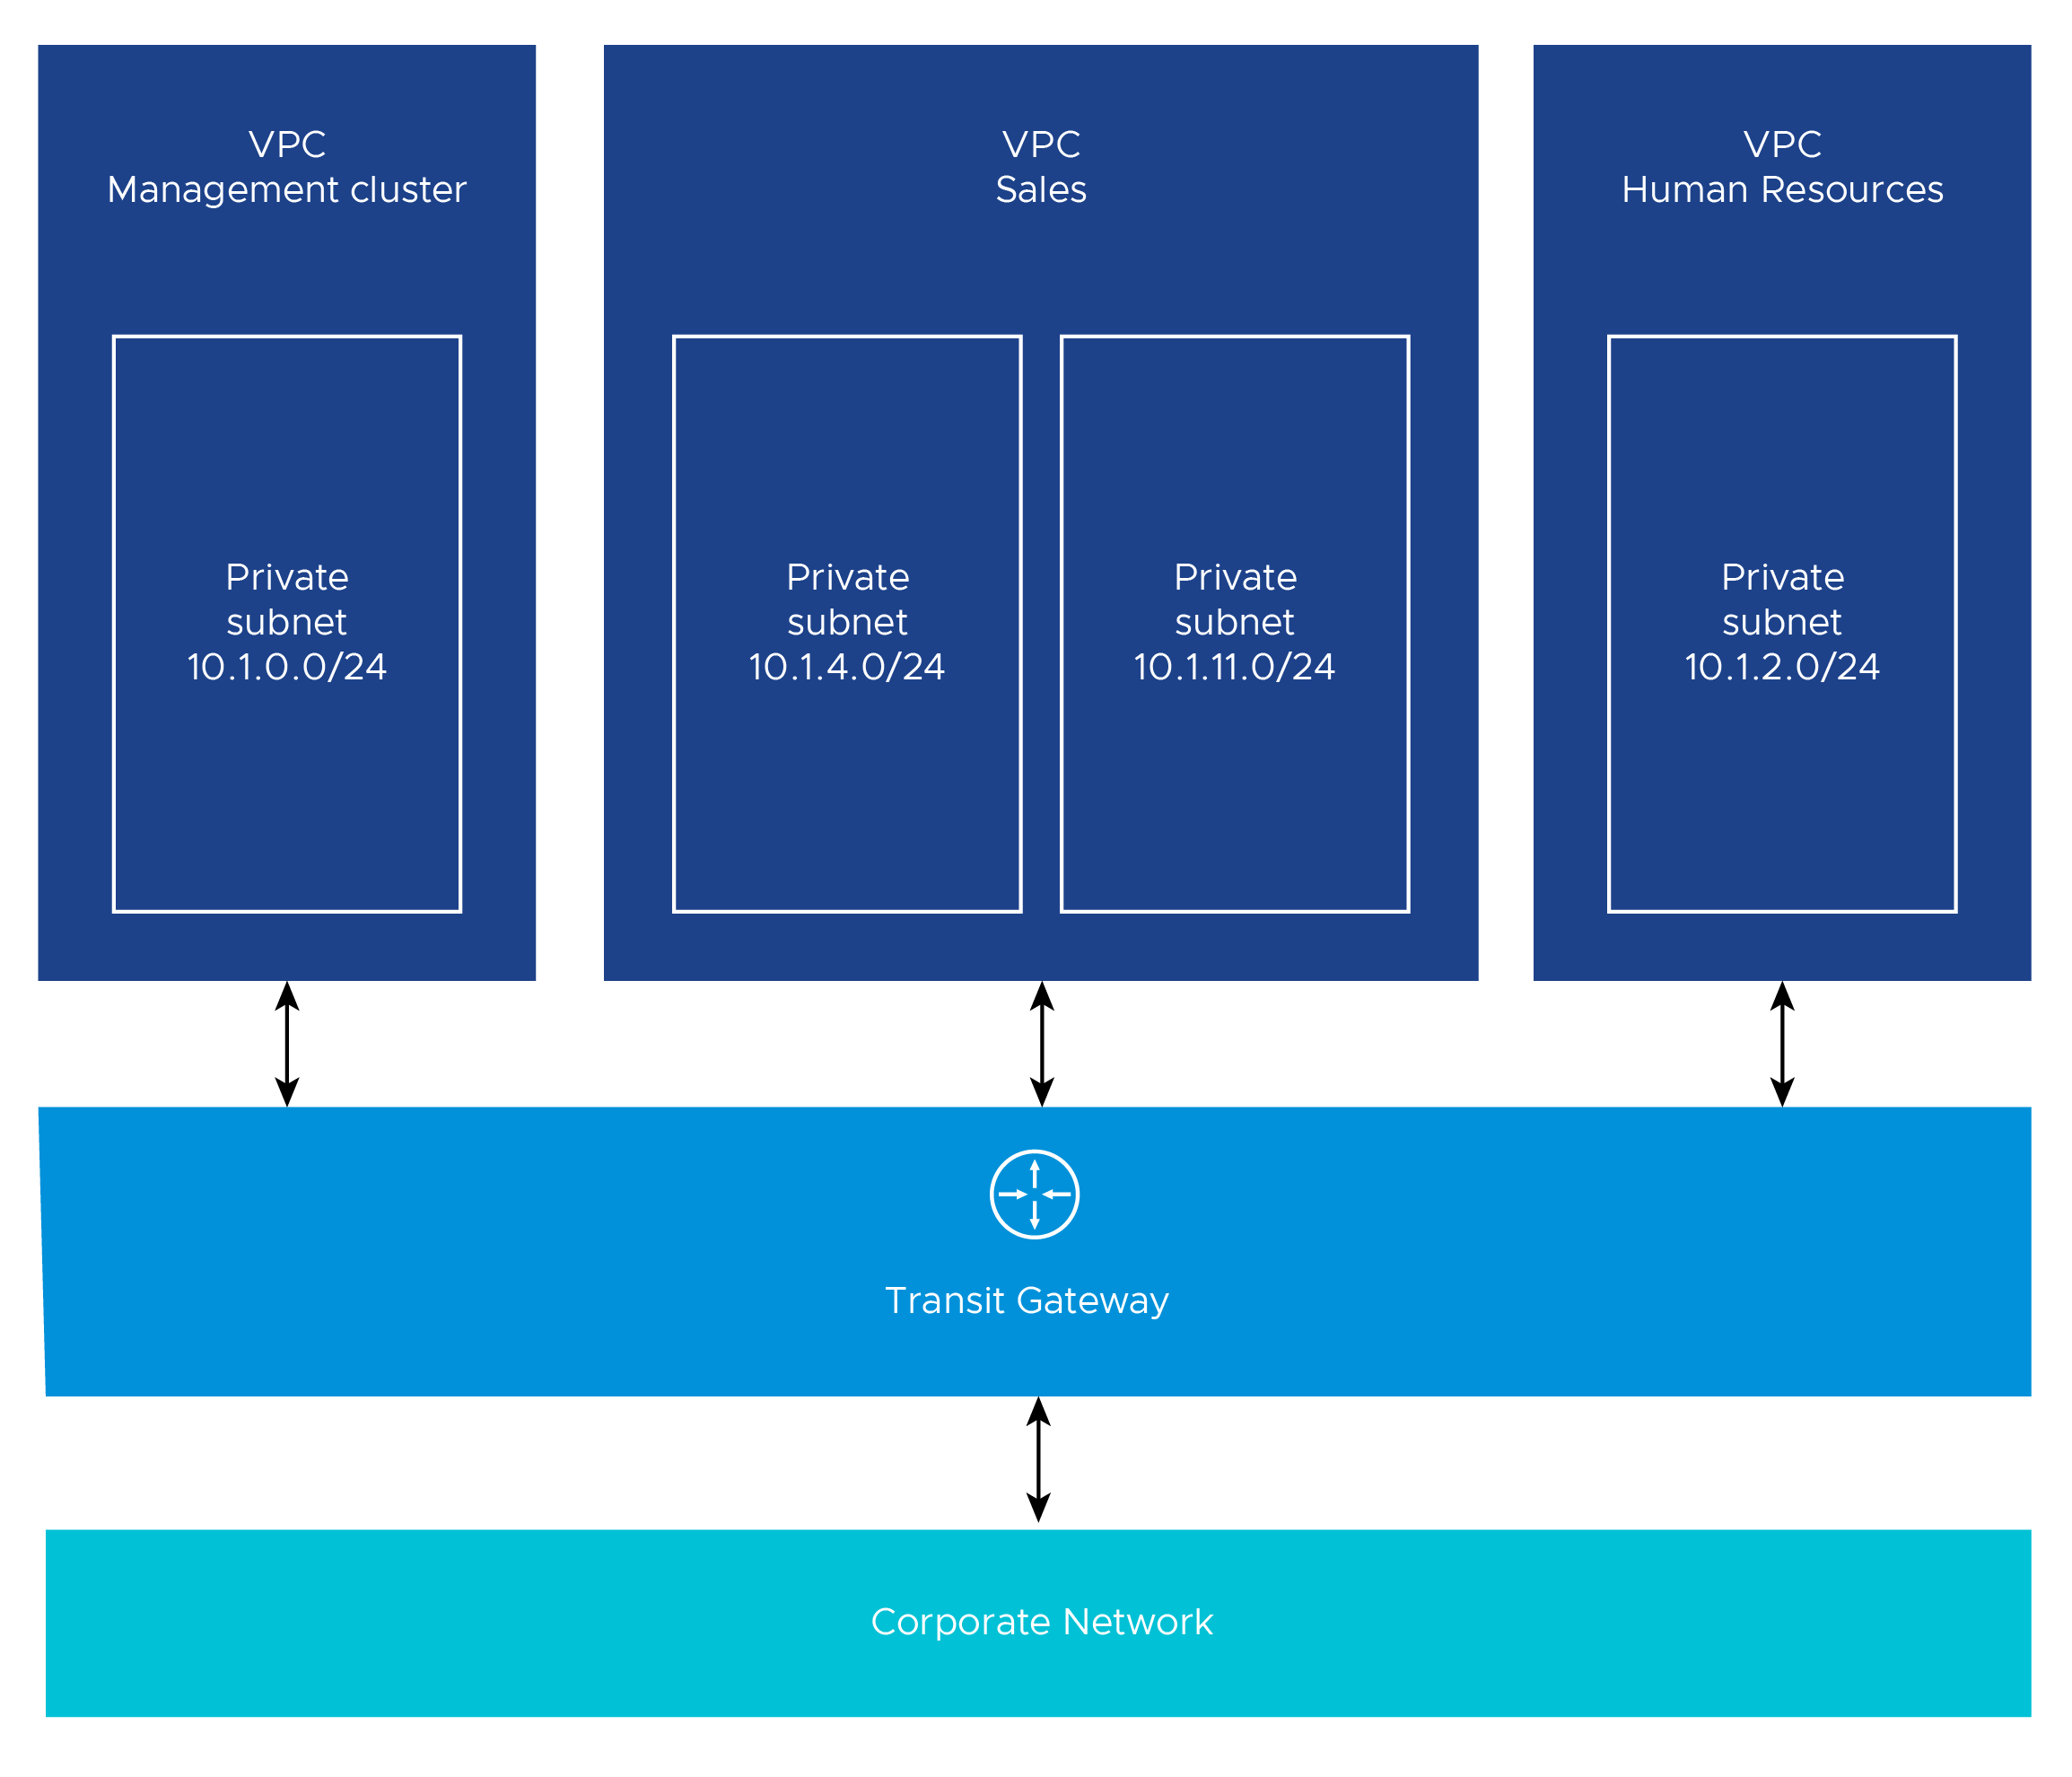 VPC
Management cluster
VPC
Sales
VPC
Human Resources
Private
subnet
10.1.0.0/24
Private
subnet
10.1.4.0/24
Private
subnet
10.1.11.0/24
Private
subnet
10.1.2.0/24
Transit Gateway
Corporate Network